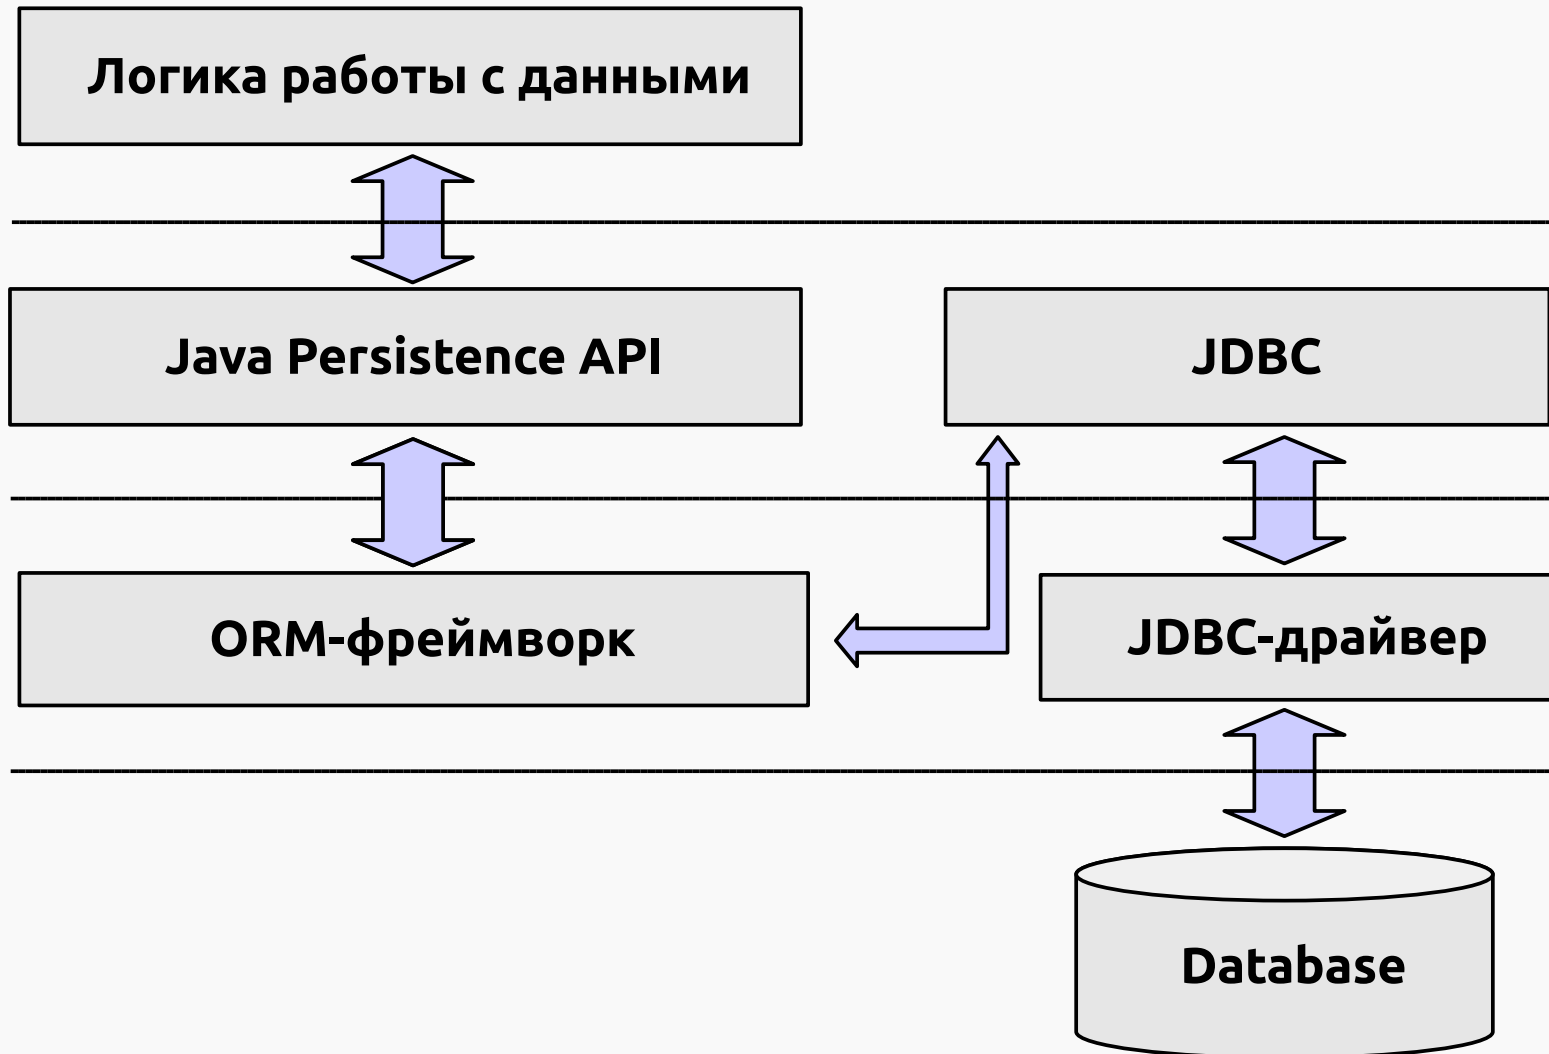 Логика работы с данными
Java Persistence API
JDBC
ORM-фреймворк
JDBC-драйвер
Database